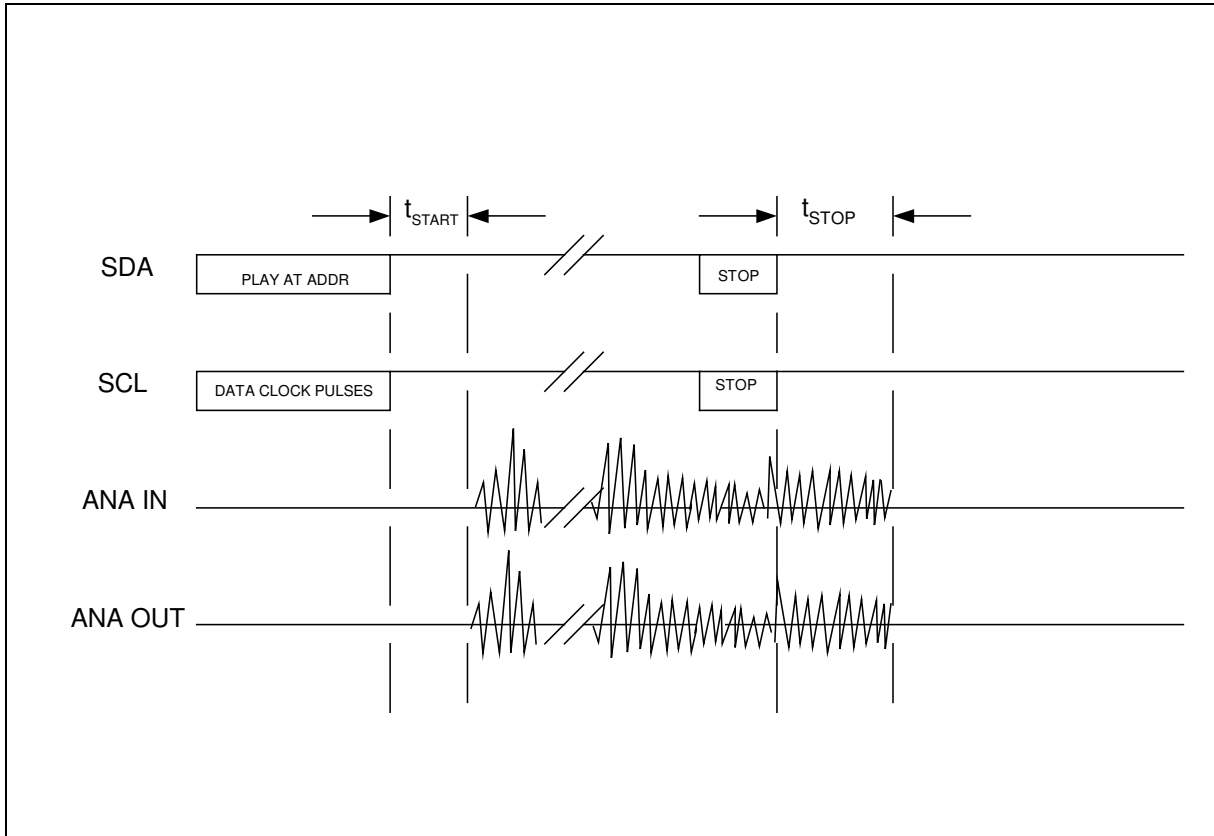 tSTART
tSTOP
SDA
PLAY AT ADDR
STOP
SCL
DATA CLOCK PULSES
STOP
ANA IN
ANA OUT